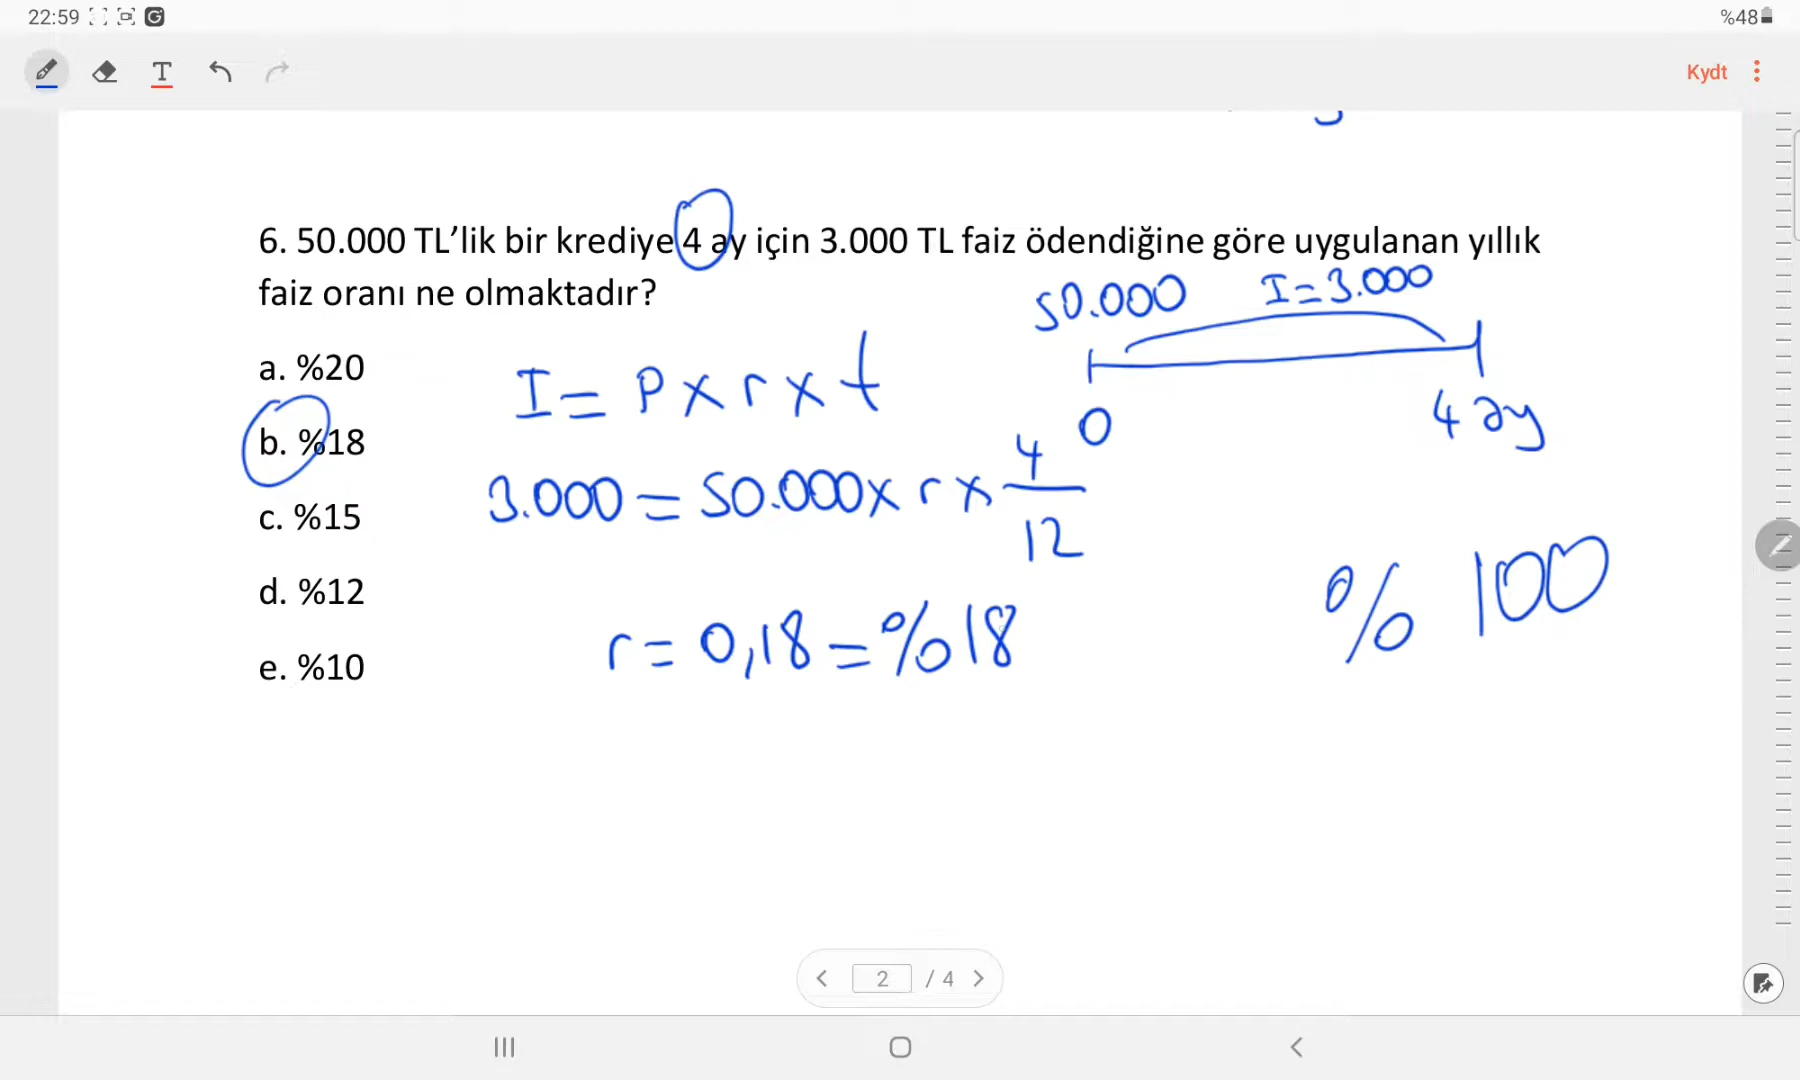 22:59
%48
T
Kydt
6. 50.000 TL’lik bir krediye 4 ay için 3.000 TL faiz ödendiğine göre uygulanan yıllık
faiz oranı ne olmaktadır?
50.000 I=3.000
0 4 ay
a. %20
b. %18
c. %15
d. %12
e. %10
I = P x r x t
3.000 = 50.000 x r x 4/12
r = 0,18 = %18
% 100
2 / 4